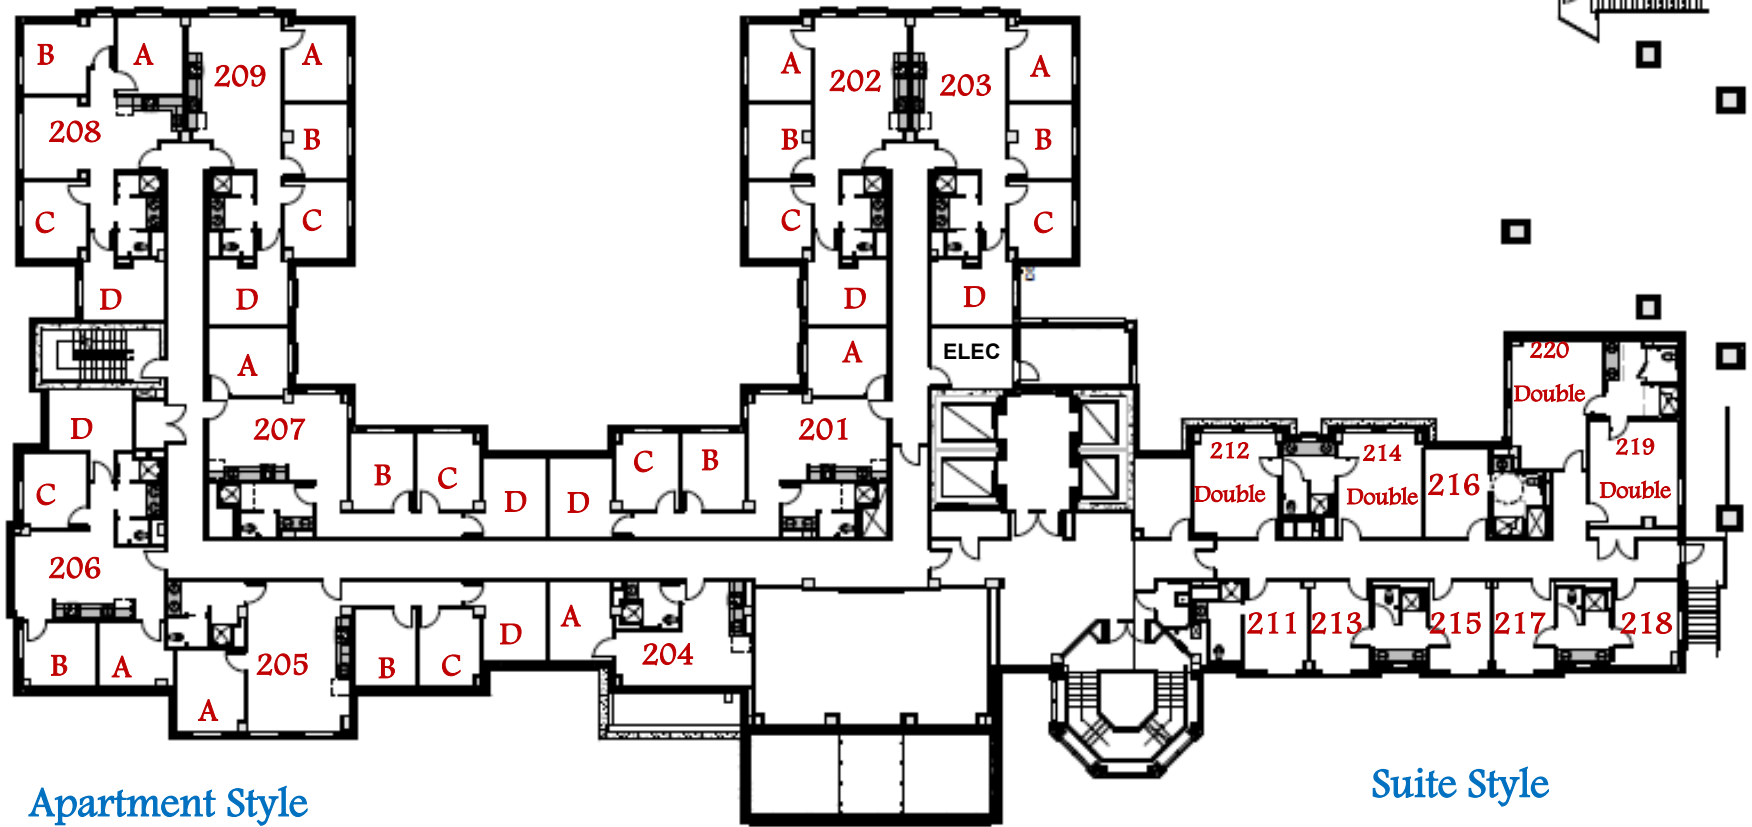 B
A
209
A
208
B
C
C
D
D
A
D
207
C
B
C
D
206
B
A
205
A
B
C
D
A
204
A
202
203
A
B
B
C
C
D
D
A
ELEC
201
C
B
D
220
Double
212
Double
214
Double
216
219
Double
211
213
215
217
218
Apartment Style
Suite Style